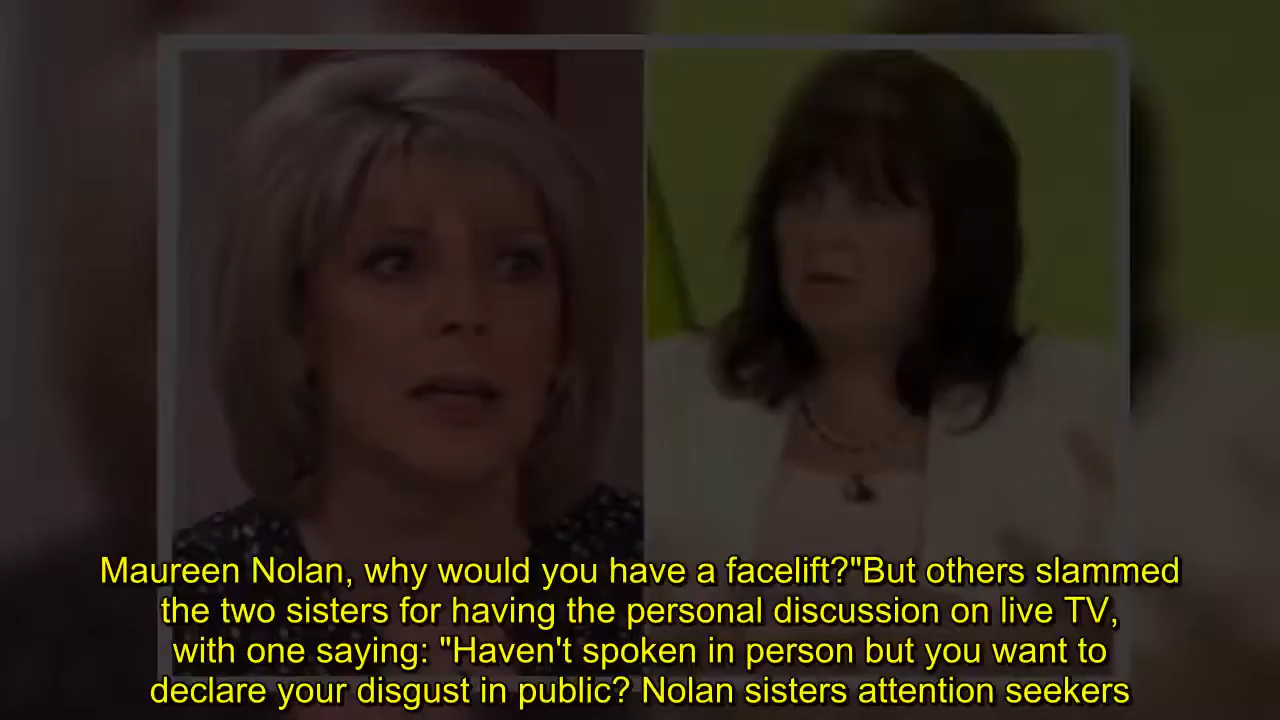 Maureen Nolan, why would you have a facelift?"But others slammed
the two sisters for having the personal discussion on live TV,
with one saying: "Haven't spoken in person but you want to
declare your disgust in public? Nolan sisters attention seekers